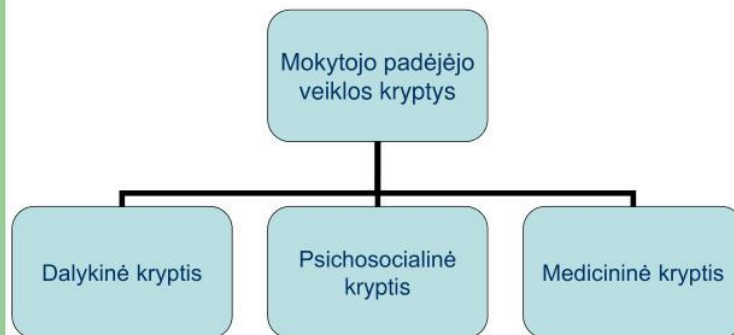 Mokytojo padėjėjo
veiklos kryptys
Dalykinė kryptis
Psichosocialinė
kryptis
Medicininė kryptis